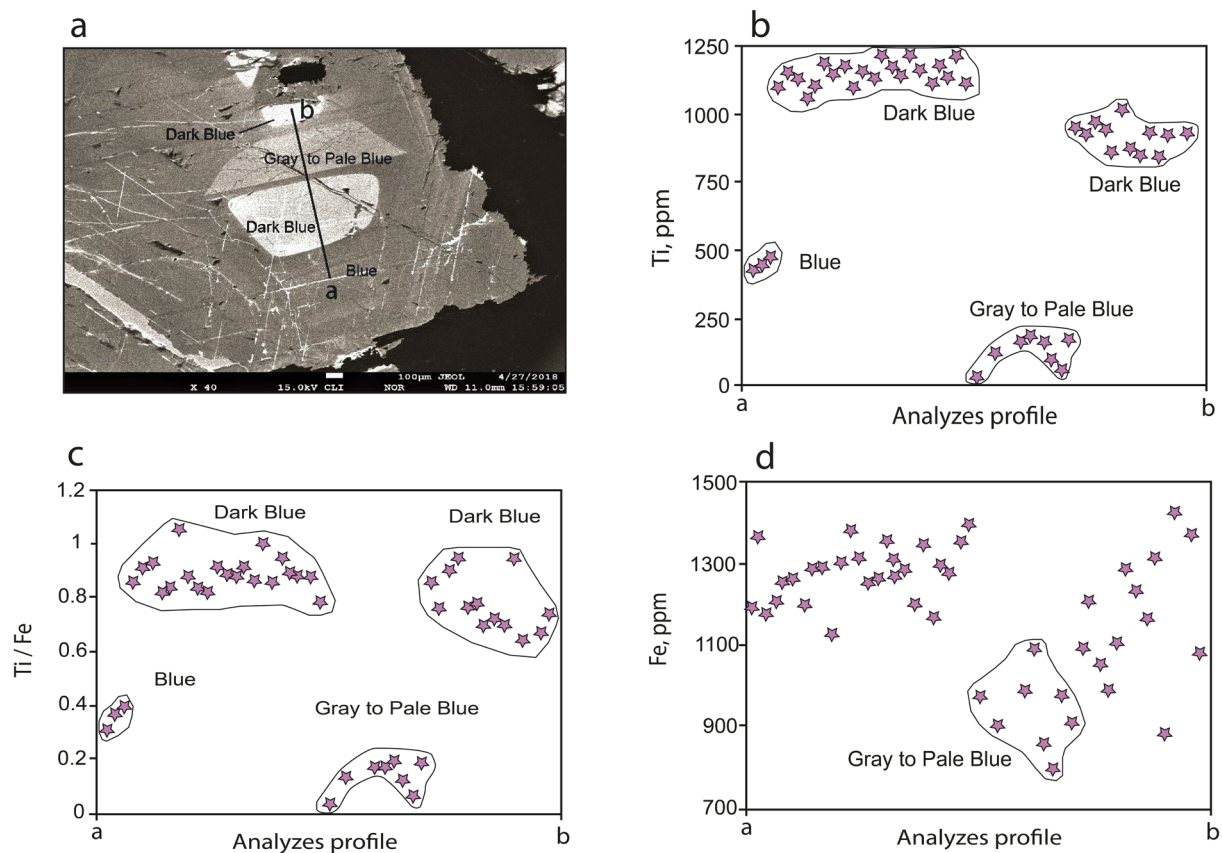 a
b
Dark Blue
Gray to Pale Blue
Dark Blue
Blue
a
100µm JEOL 4/27/2018
X 40 15.0kV CLI NOR WD 11.0mm 15:59:05
b
Ti, ppm
1250
1000
750
500
250
0
Dark Blue
Dark Blue
Blue
Gray to Pale Blue
a
b
Analyzes profile
c
Ti / Fe
1.2
1
0.8
0.6
0.4
0.2
0
Dark Blue
Dark Blue
Blue
Gray to Pale Blue
a
b
Analyzes profile
d
Fe, ppm
1500
1300
1100
900
700
Gray to Pale Blue
a
b
Analyzes profile